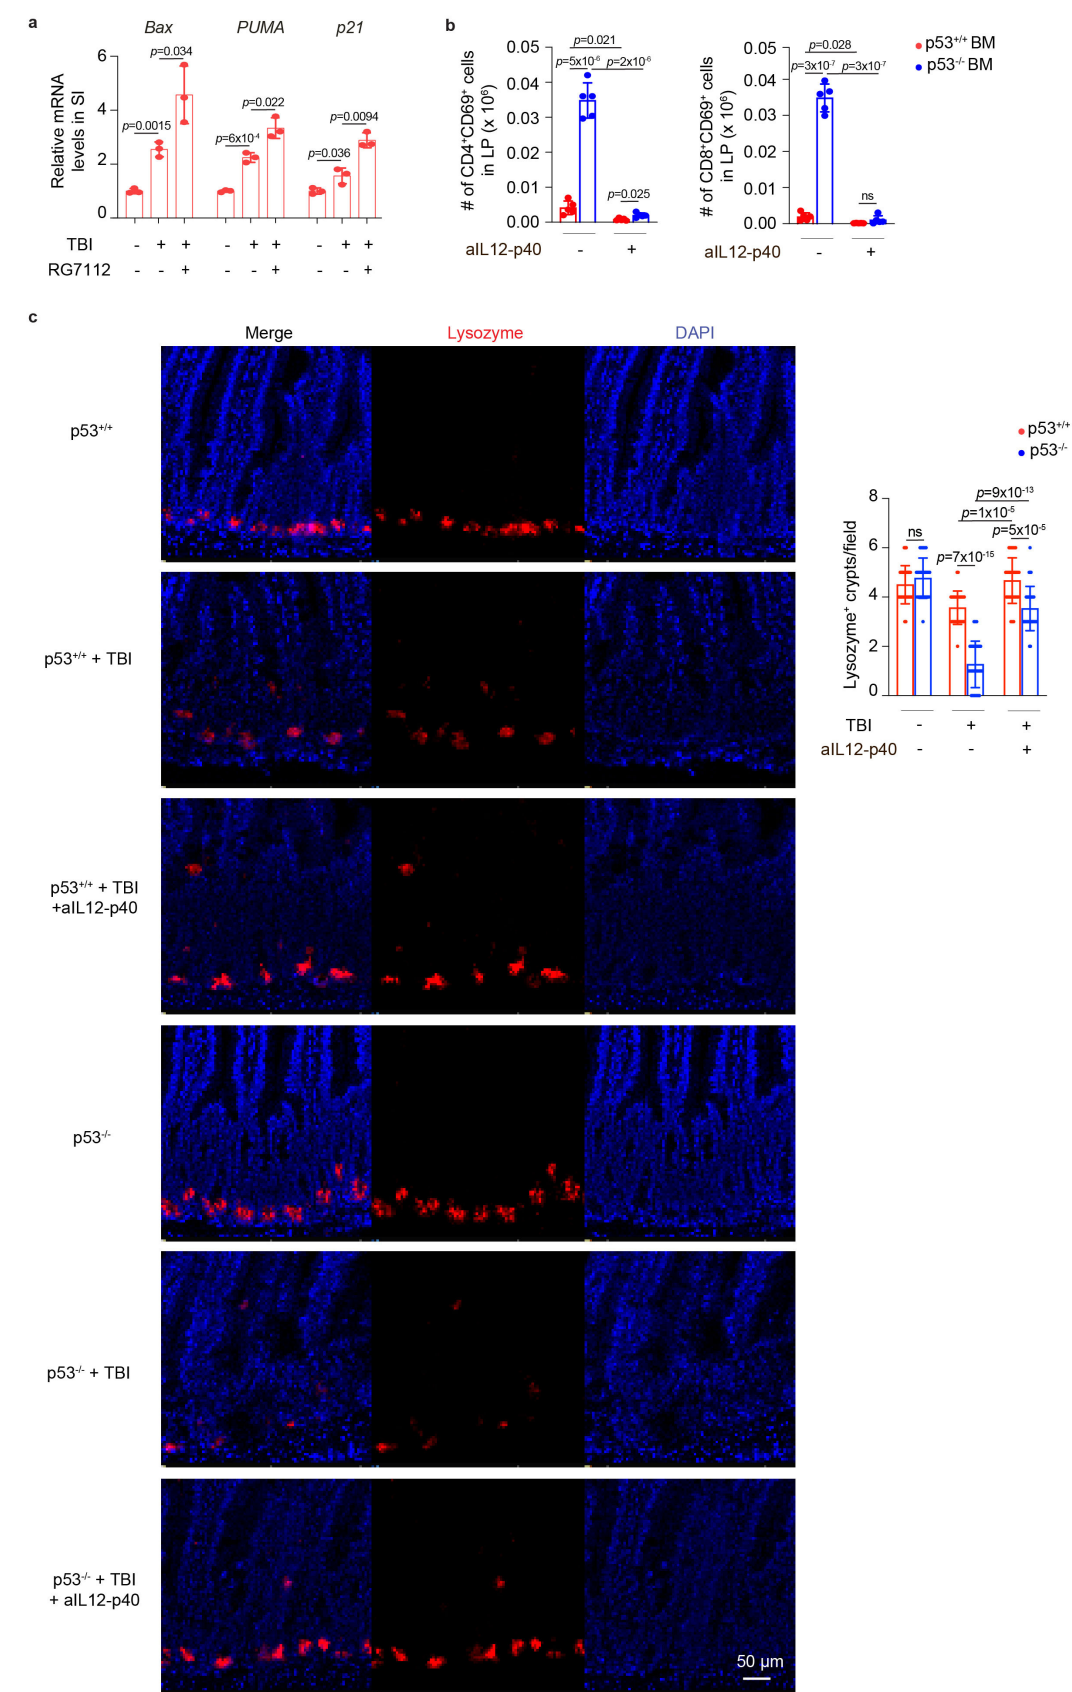 a
Bax PUMA p21
Relative mRNA
levels in SI
6
4
2
0
p=0.0015
p=0.034
p=6x10⁻⁴
p=0.022
p=0.036
p=0.0094
TBI - + + - + + - + +
RG7112 - - + - - + - - +
b
# of CD4⁺CD69⁺ cells
in LP (x 10⁶)
0.05
0.04
0.03
0.02
0.01
0.00
p=0.021
p=5x10⁻⁶ p=2x10⁻⁶
p=0.025
aIL12-p40 - +
# of CD8⁺CD69⁺ cells
in LP (x 10⁶)
0.05
0.04
0.03
0.02
0.01
0.00
p=0.028
p=3x10⁻⁷ p=3x10⁻⁷
ns
aIL12-p40 - +
p53⁺/⁺ BM
p53⁻/⁻ BM
c
Merge Lysozyme DAPI
p53⁺/⁺
p53⁺/⁺ + TBI
p53⁺/⁺ + TBI
+aIL12-p40
p53⁻/⁻
p53⁻/⁻ + TBI
p53⁻/⁻ + TBI
+ aIL12-p40
50 µm
p53⁺/⁺
p53⁻/⁻
Lysozyme⁺ crypts/field
8
6
4
2
0
p=9x10⁻¹³
p=1x10⁻⁵
ns
p=5x10⁻⁵
p=7x10⁻¹⁵
TBI - + +
aIL12-p40 - - +